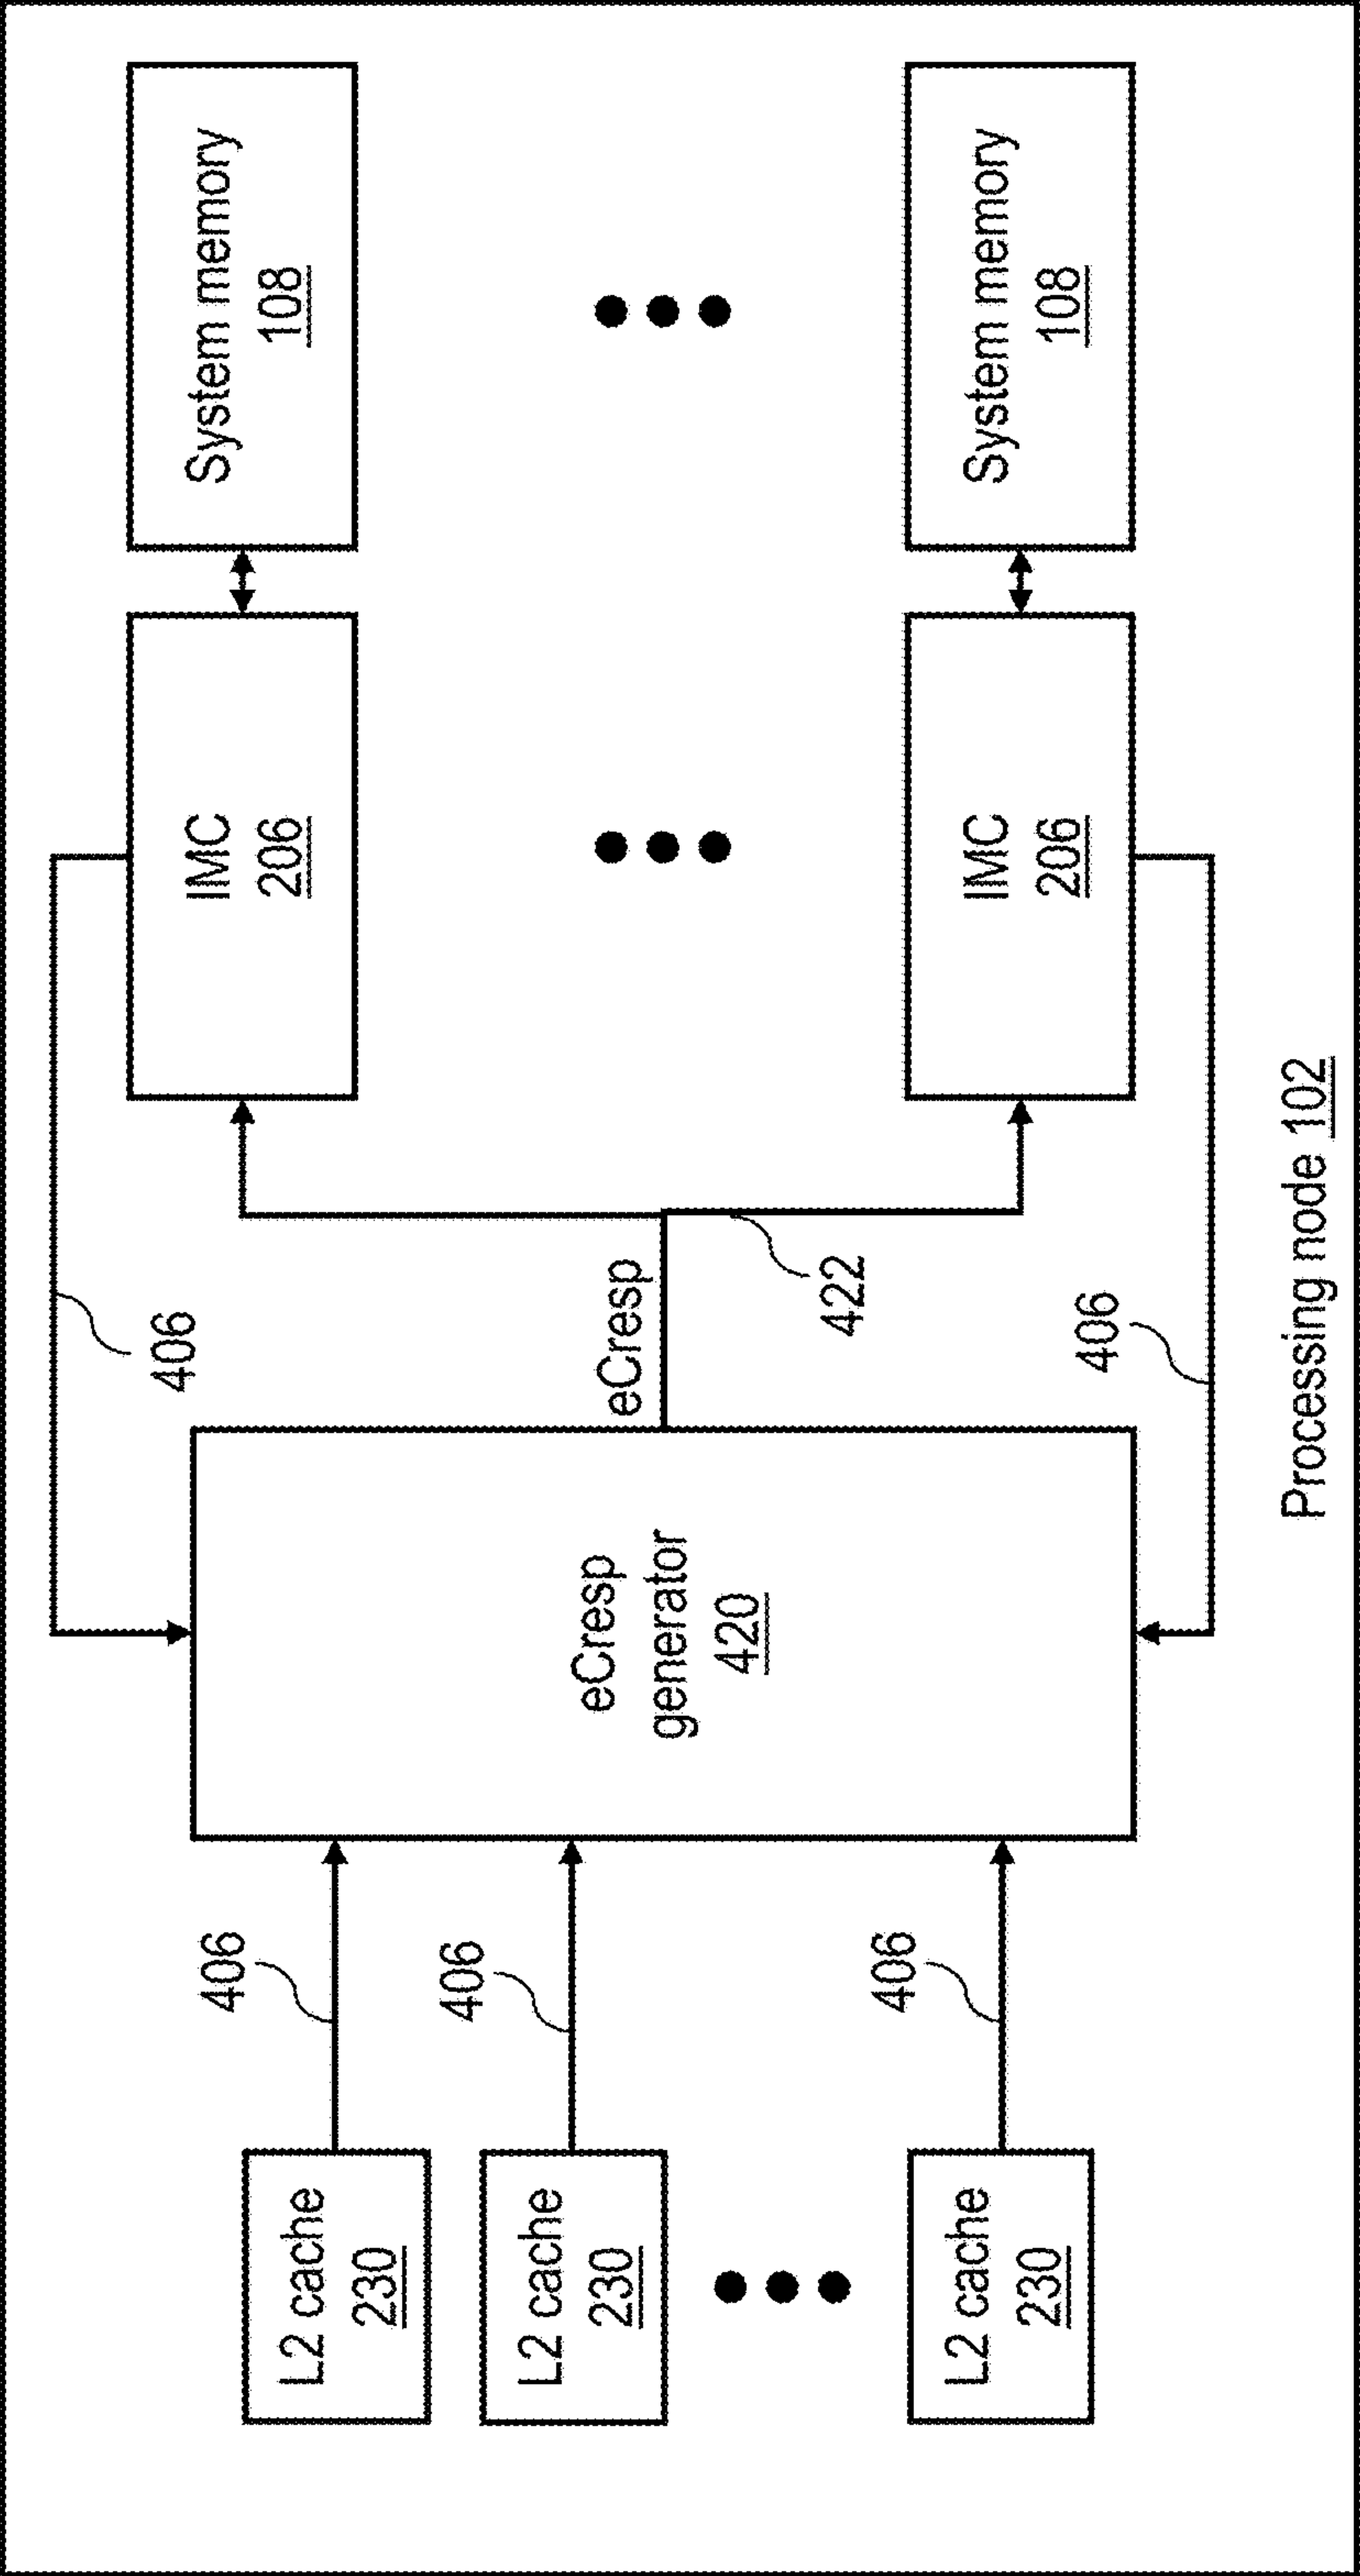 406
IMC
206
System memory
108
L2 cache
230
406
L2 cache
230
406
L2 cache
230
406
eCresp
generator
420
eCresp
422
406
IMC
206
System memory
108
Processing node 102